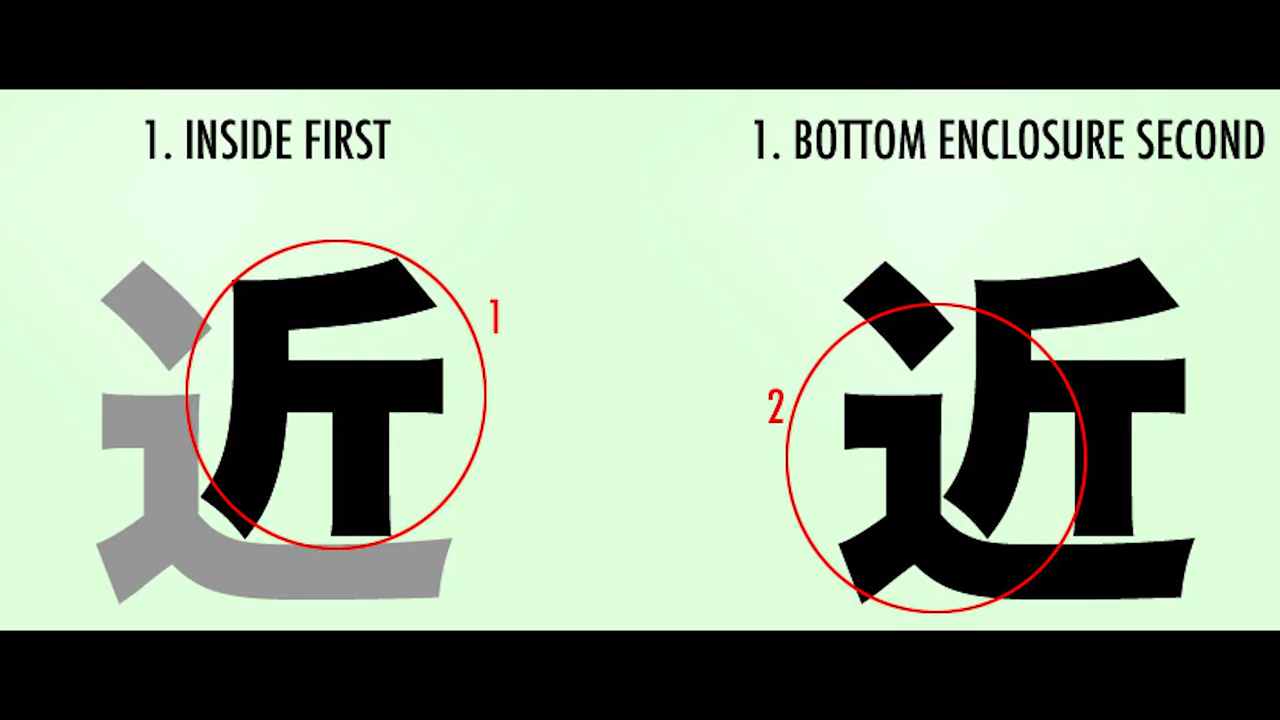 1. INSIDE FIRST
1. BOTTOM ENCLOSURE SECOND
近
1
2
近